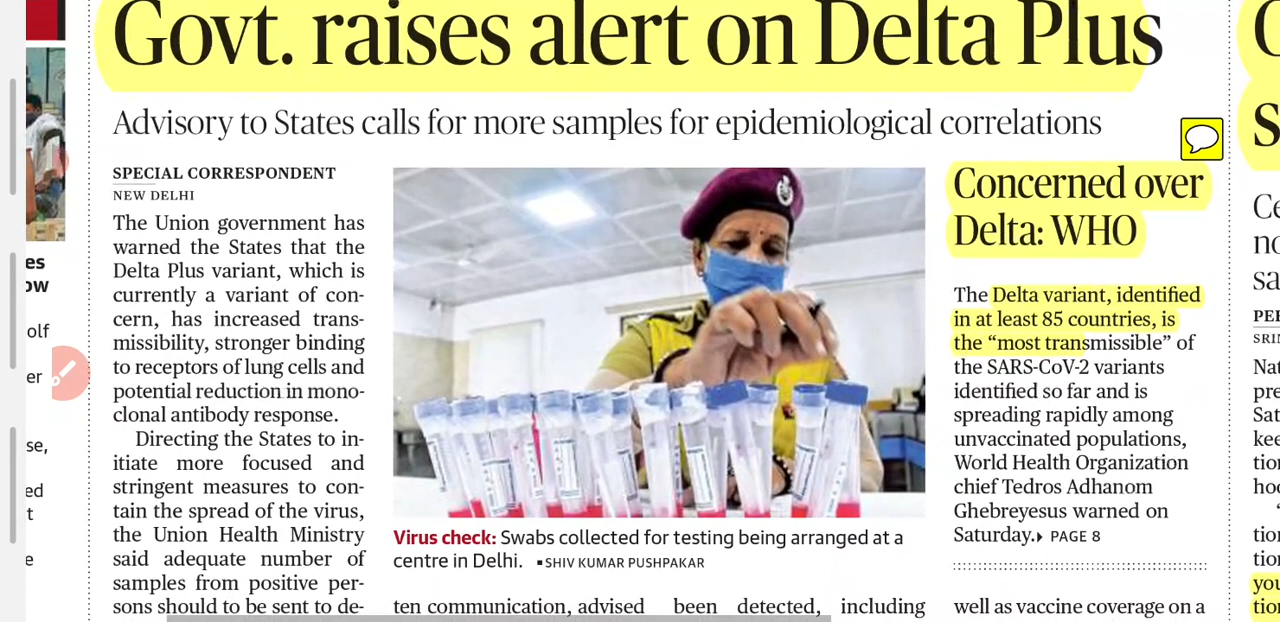 Govt. raises alert on Delta Plus
Advisory to States calls for more samples for epidemiological correlations
SPECIAL CORRESPONDENT
NEW DELHI
The Union government has
warned the States that the
Delta Plus variant, which is
currently a variant of con-
cern, has increased trans-
missibility, stronger binding
to receptors of lung cells and
potential reduction in mono-
clonal antibody response.
Directing the States to in-
itiate more focused and
stringent measures to con-
tain the spread of the virus,
the Union Health Ministry
said adequate number of
samples from positive per-
sons should to be sent to de-
Virus check: Swabs collected for testing being arranged at a
centre in Delhi. ▪SHIV KUMAR PUSHPAKAR
ten communication, advised
been detected, including
Concerned over
Delta: WHO
The Delta variant, identified
in at least 85 countries, is
the “most transmissible” of
the SARS-CoV-2 variants
identified so far and is
spreading rapidly among
unvaccinated populations,
World Health Organization
chief Tedros Adhanom
Ghebreyesus warned on
Saturday.▸ PAGE 8
well as vaccine coverage on a